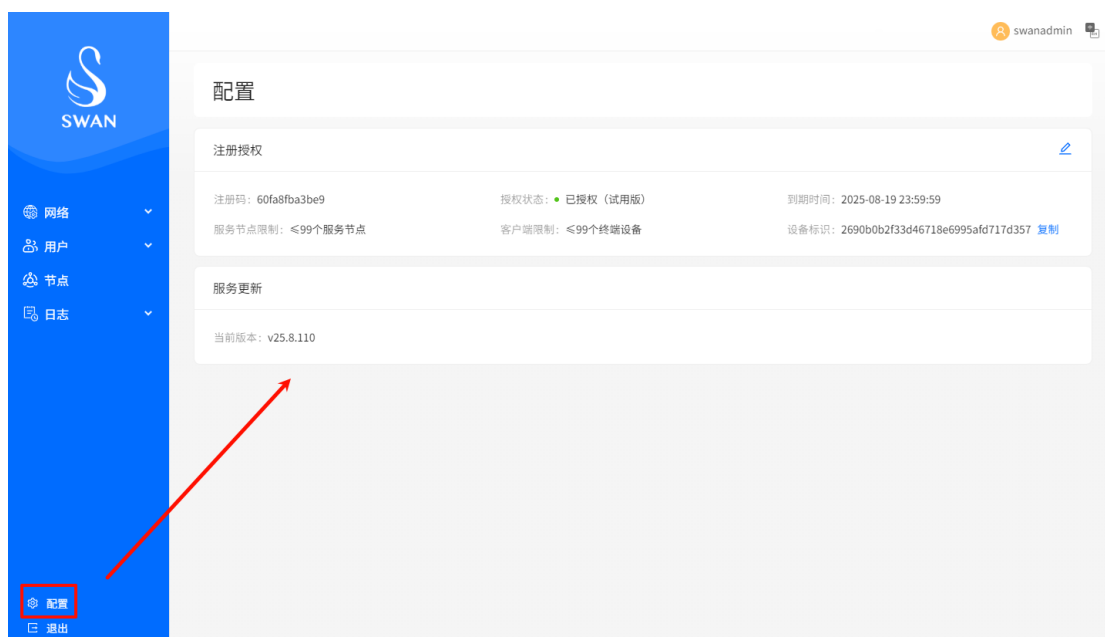 swanadmin
SWAN
网络
用户
节点
日志
配置
退出
配置
注册授权
注册码：60fa8fba3be9
授权状态：已授权（试用版）
到期时间：2025-08-19 23:59:59
服务节点限制：≤99个服务节点
客户端限制：≤99个终端设备
设备标识：2690b0b2f33d46718e6995afd717d357 复制
服务更新
当前版本：v25.8.110